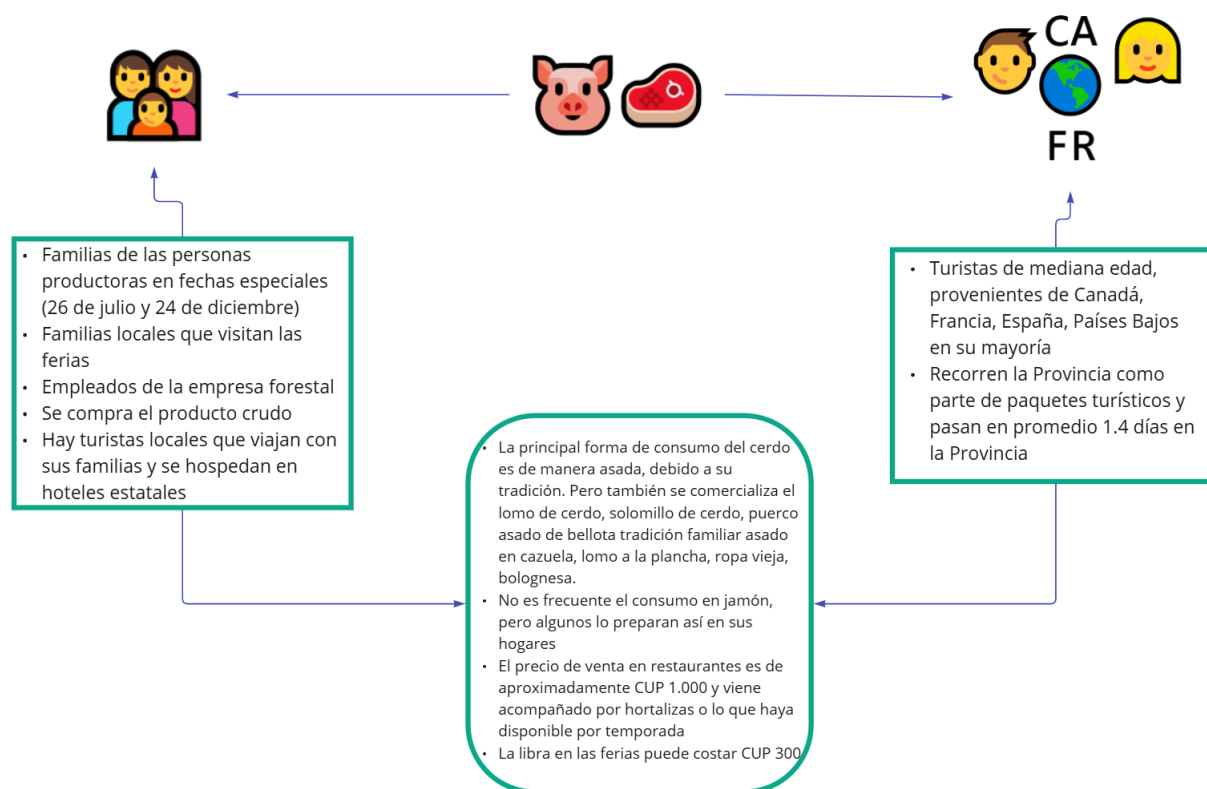 CA
FR
• Familias de las personas
productoras en fechas especiales
(26 de julio y 24 de diciembre)
• Familias locales que visitan las
ferias
• Empleados de la empresa forestal
• Se compra el producto crudo
• Hay turistas locales que viajan con
sus familias y se hospedan en
hoteles estatales
• Turistas de mediana edad,
provenientes de Canadá,
Francia, España, Países Bajos
en su mayoría
• Recorren la Provincia como
parte de paquetes turísticos y
pasan en promedio 1.4 días en
la Provincia
• La principal forma de consumo del cerdo
es de manera asada, debido a su
tradición. Pero también se comercializa el
lomo de cerdo, solomillo de cerdo, puerco
asado de bellota tradición familiar asado
en cazuela, lomo a la plancha, ropa vieja,
bolognesa.
• No es frecuente el consumo en jamón,
pero algunos lo preparan así en sus
hogares
• El precio de venta en restaurantes es de
aproximadamente CUP 1.000 y viene
acompañado por hortalizas o lo que haya
disponible por temporada
• La libra en las ferias puede costar CUP 300